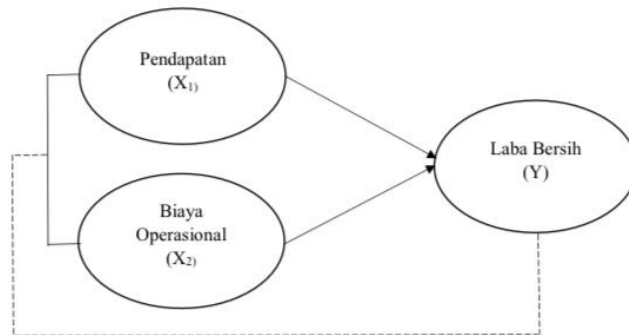 Pendapatan
(X₁)
Laba Bersih
(Y)
Biaya
Operasional
(X₂)